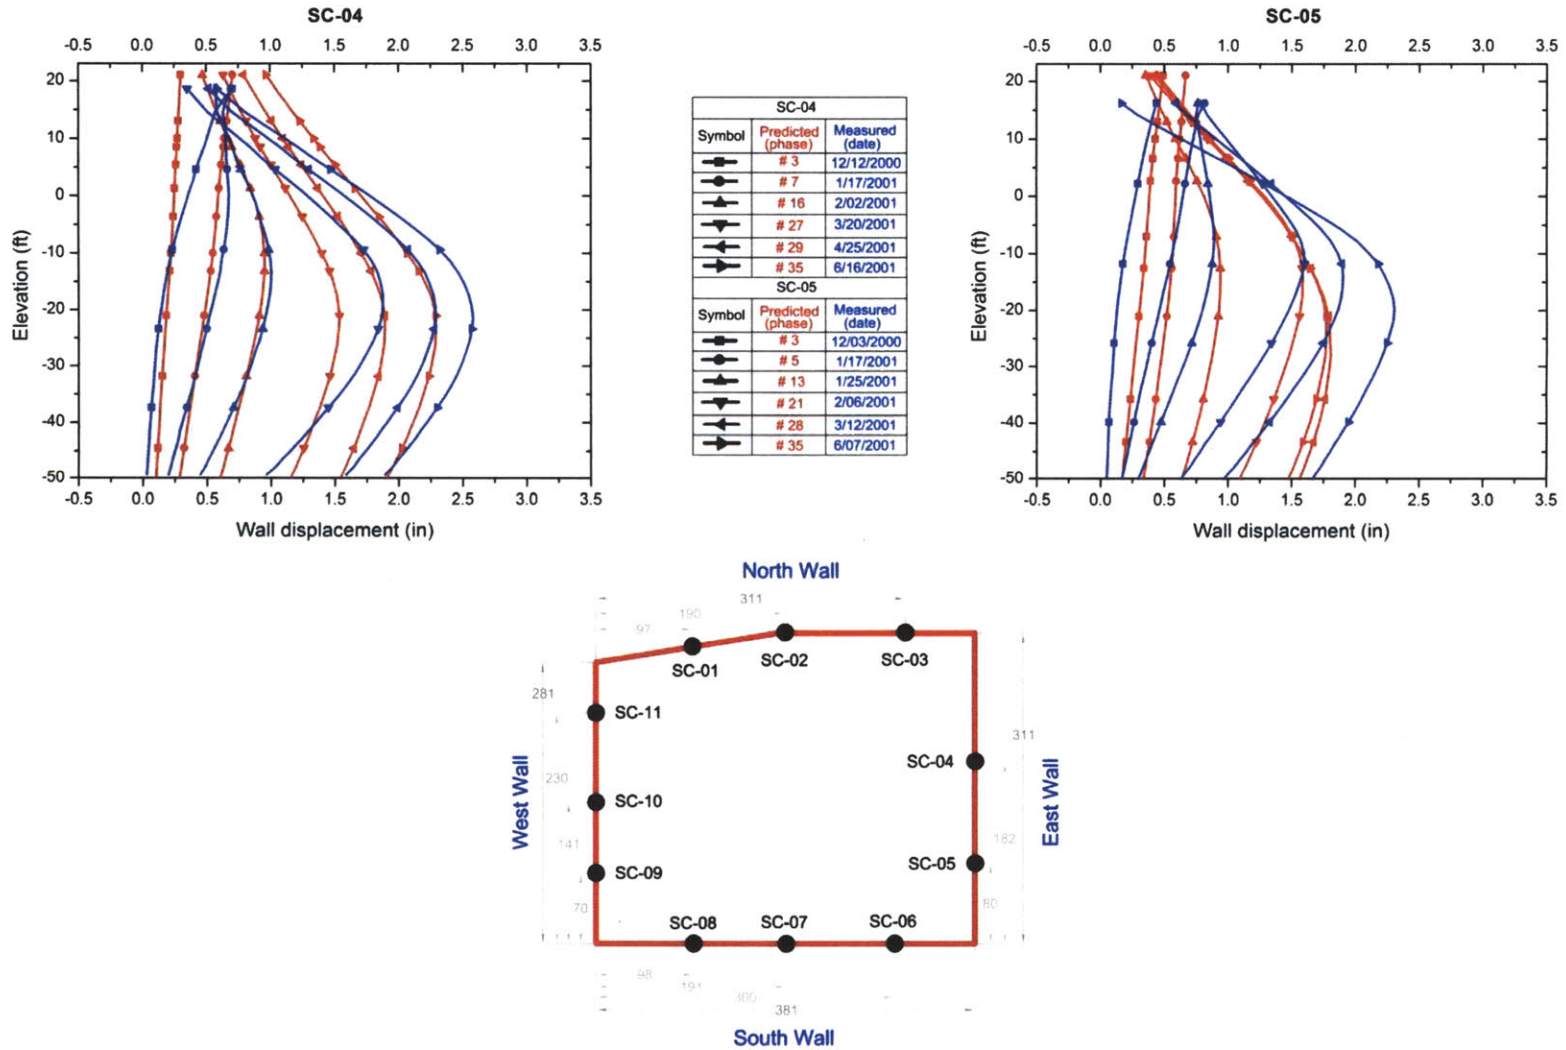 SC-04
-0.5 0.0 0.5 1.0 1.5 2.0 2.5 3.0 3.5
20
10
0
-10
-20
-30
-40
-50
Elevation (ft)
-0.5 0.0 0.5 1.0 1.5 2.0 2.5 3.0 3.5
Wall displacement (in)
SC-04
Symbol Predicted (phase) Measured (date)
# 3 12/12/2000
# 7 1/17/2001
# 16 2/02/2001
# 27 3/20/2001
# 29 4/25/2001
# 35 6/16/2001
SC-05
Symbol Predicted (phase) Measured (date)
# 3 12/03/2000
# 5 1/17/2001
# 13 1/25/2001
# 21 2/06/2001
# 28 3/12/2001
# 35 6/07/2001
SC-05
-0.5 0.0 0.5 1.0 1.5 2.0 2.5 3.0 3.5
20
10
0
-10
-20
-30
-40
-50
Elevation (ft)
-0.5 0.0 0.5 1.0 1.5 2.0 2.5 3.0 3.5
Wall displacement (in)
North Wall
311
190
97
SC-01 SC-02 SC-03
281
SC-11
311
SC-04
West Wall
230
SC-10
East Wall
141
182
SC-05
SC-09
70
80
SC-08 SC-07 SC-06
98
191
381
South Wall